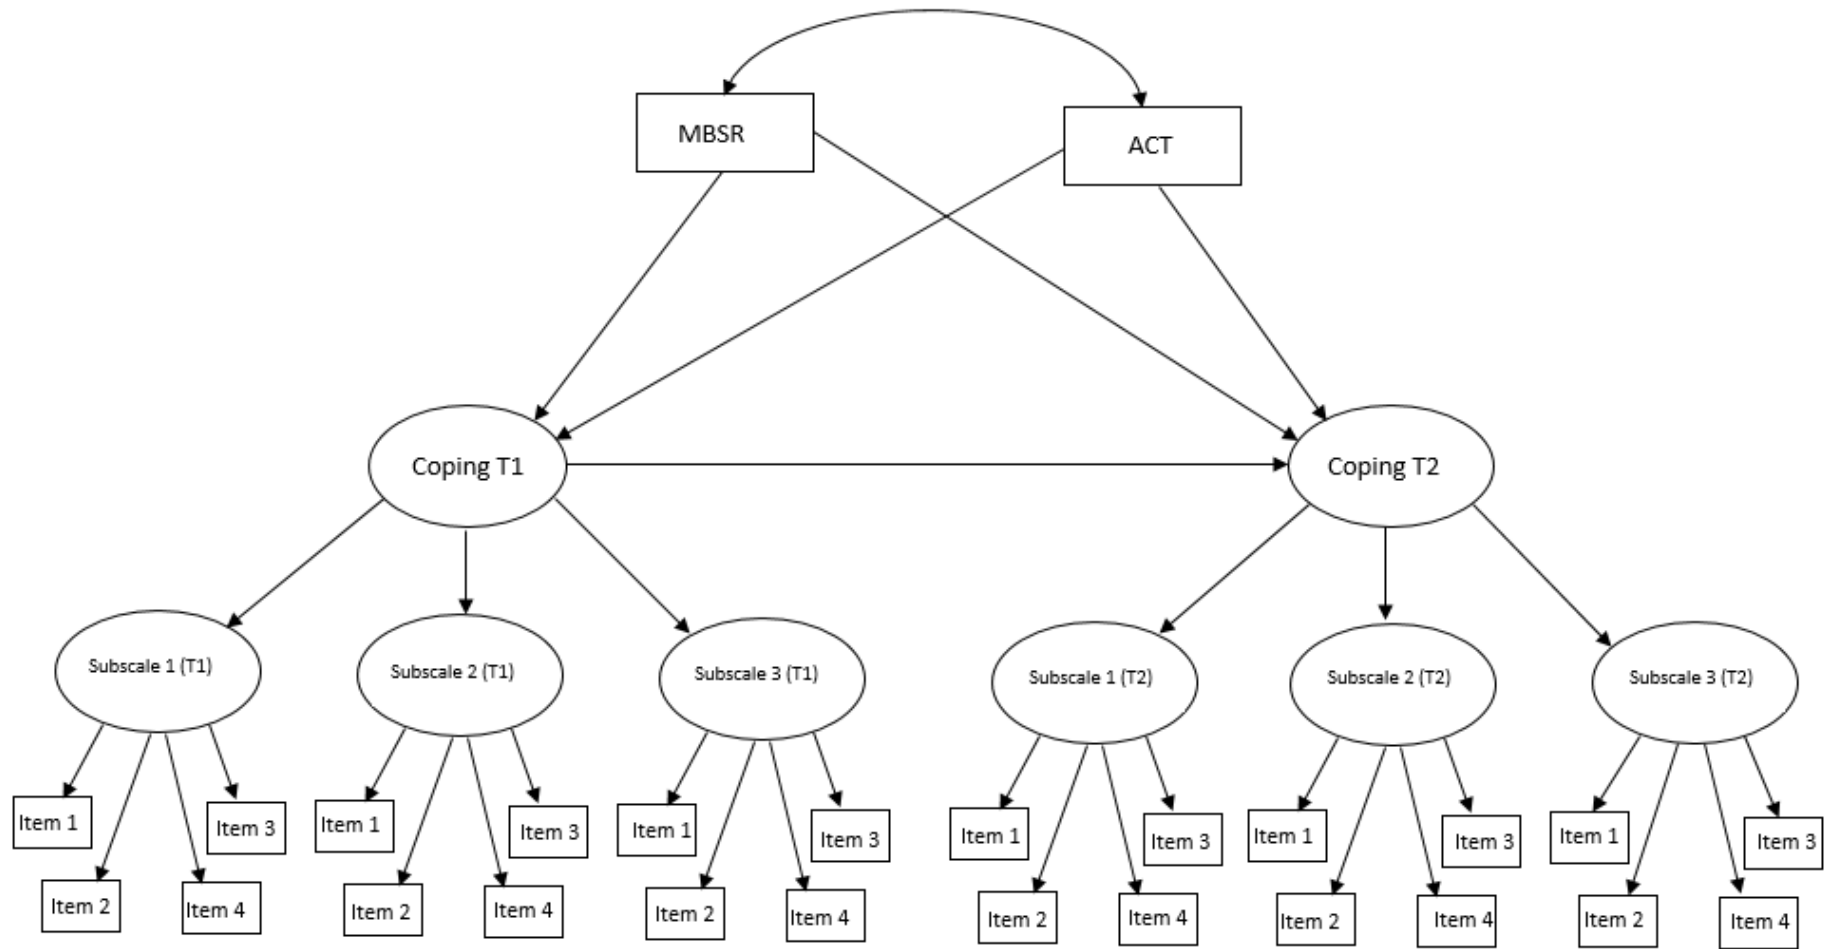 MBSR
ACT
Coping T1
Coping T2
Subscale 1 (T1)
Subscale 2 (T1)
Subscale 3 (T1)
Subscale 1 (T2)
Subscale 2 (T2)
Subscale 3 (T2)
Item 1
Item 3
Item 2
Item 4
Item 1
Item 3
Item 2
Item 4
Item 1
Item 3
Item 2
Item 4
Item 1
Item 3
Item 2
Item 4
Item 1
Item 3
Item 2
Item 4
Item 1
Item 3
Item 2
Item 4